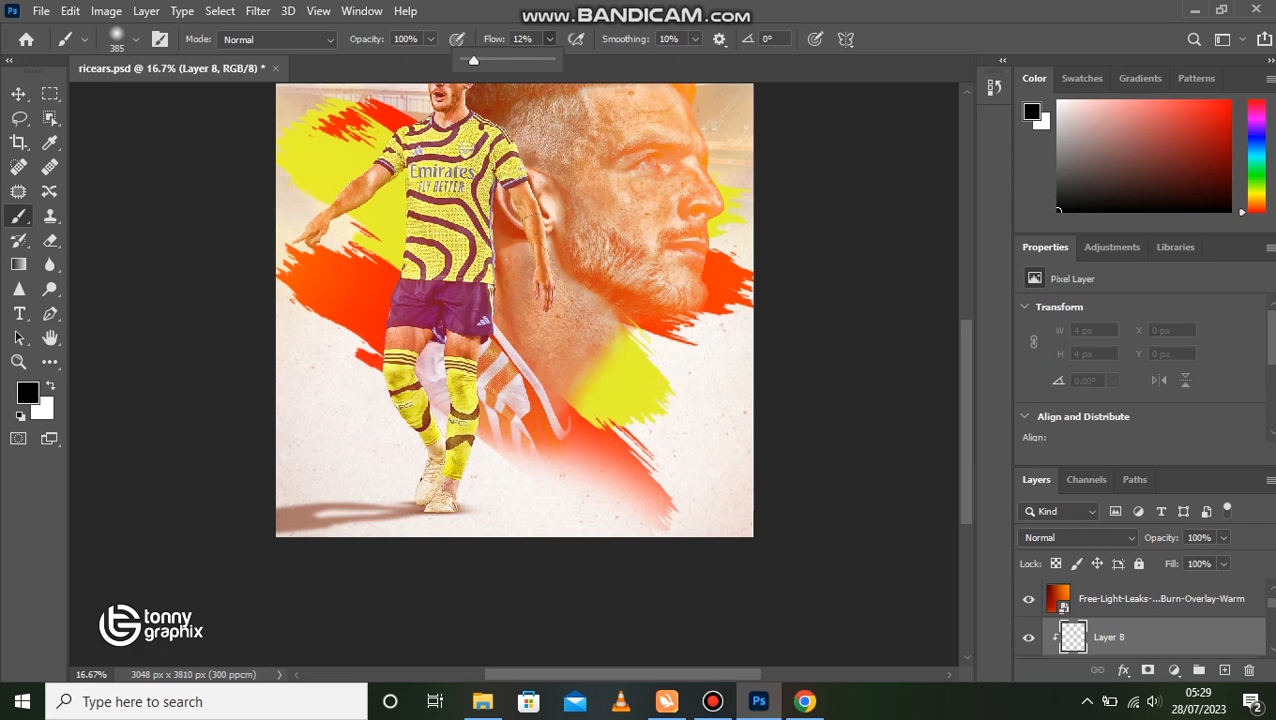 www.BANDICAM.com
Ps File Edit Image Layer Type Select Filter 3D View Window Help
385 Mode: Normal Opacity: 100% Flow: 12% Smoothing: 10% 0°
ricears.psd @ 16.7% (Layer 8, RGB/8) * ×
Color Swatches Gradients Patterns
Emirates
FLY BETTER
Properties Adjustments Libraries
Pixel Layer
Transform
W 4 px X 0 px
H 4 px Y 0 px
0.00°
Align and Distribute
Align:
Layers Channels Paths
Kind
Normal Opacity: 100%
Lock: Fill: 100%
Free-Light-Leaks-...Burn-Overlay-Warm
Layer 8
tonny
graphix
16.67% 3048 px x 3810 px (300 ppcm)
Type here to search
Ps
05:29
28/07/2023
2